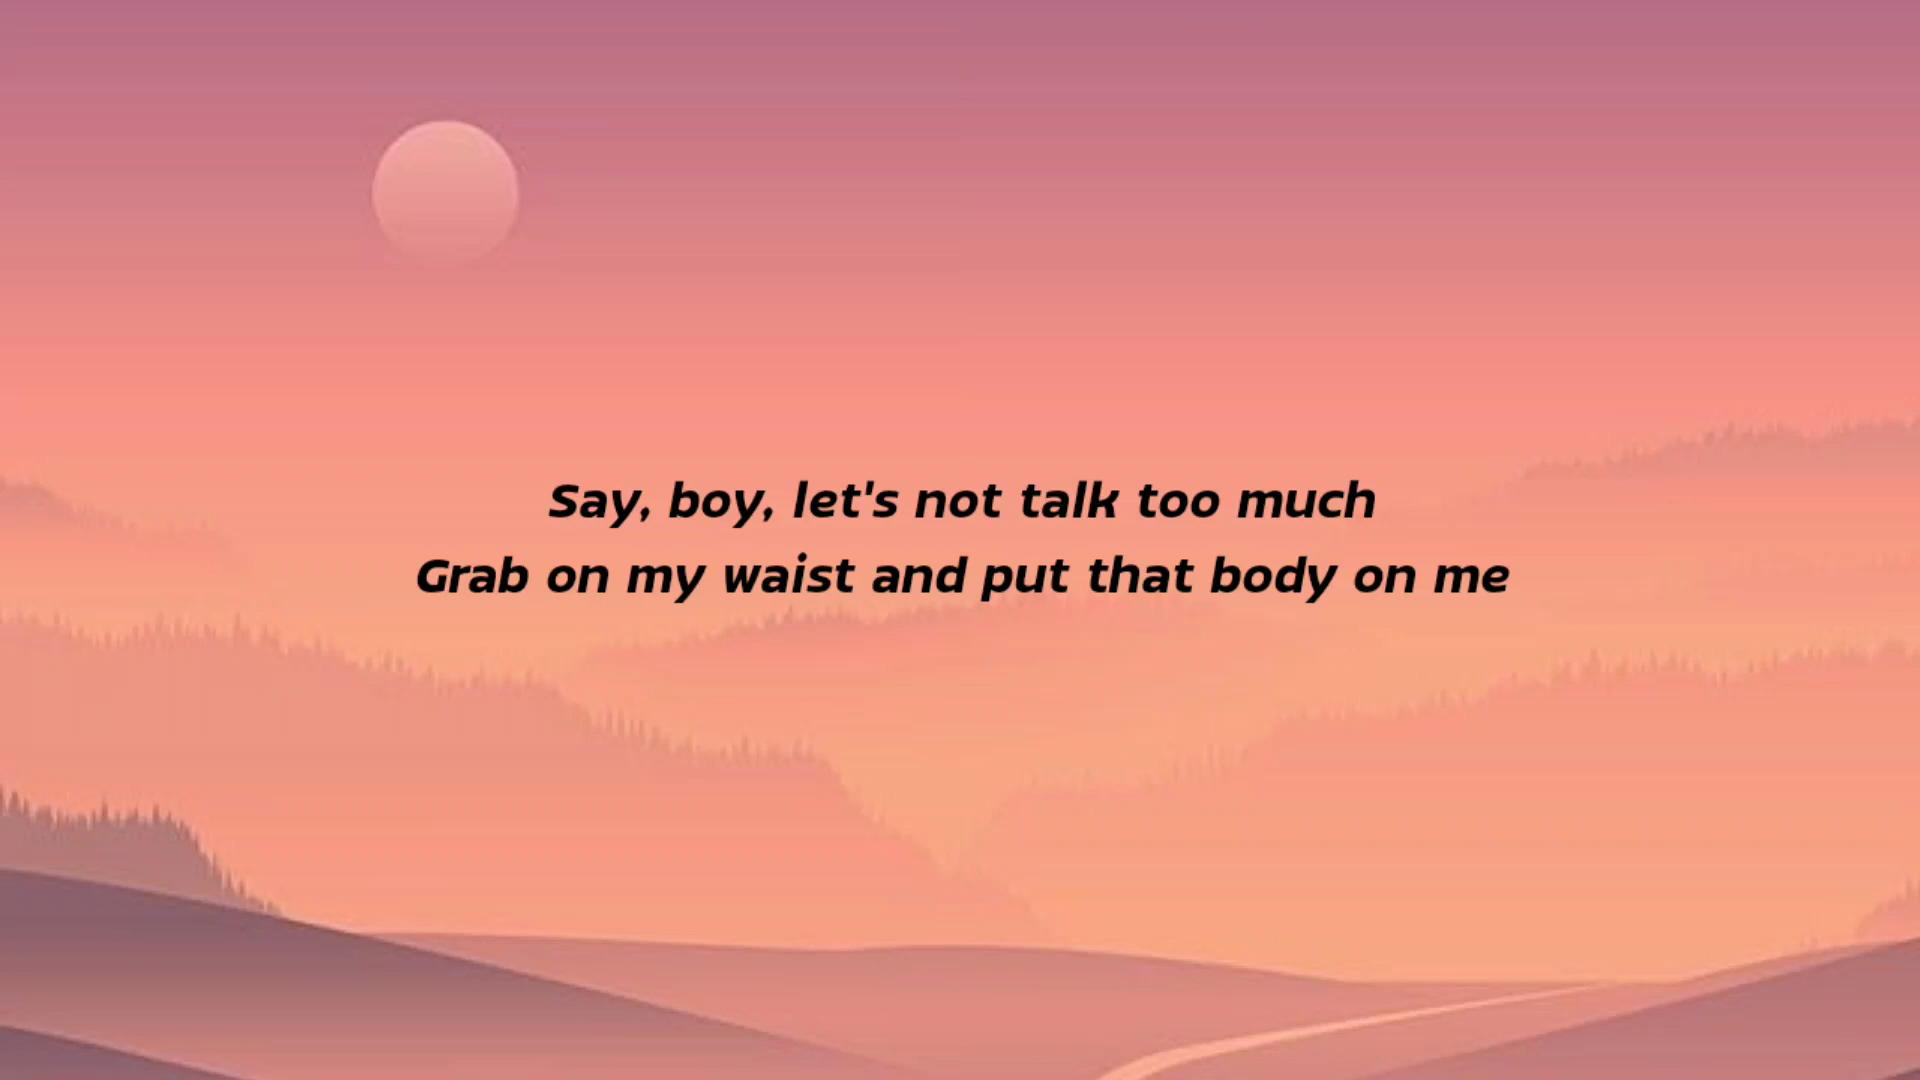 Say, boy, let's not talk too much
Grab on my waist and put that body on me